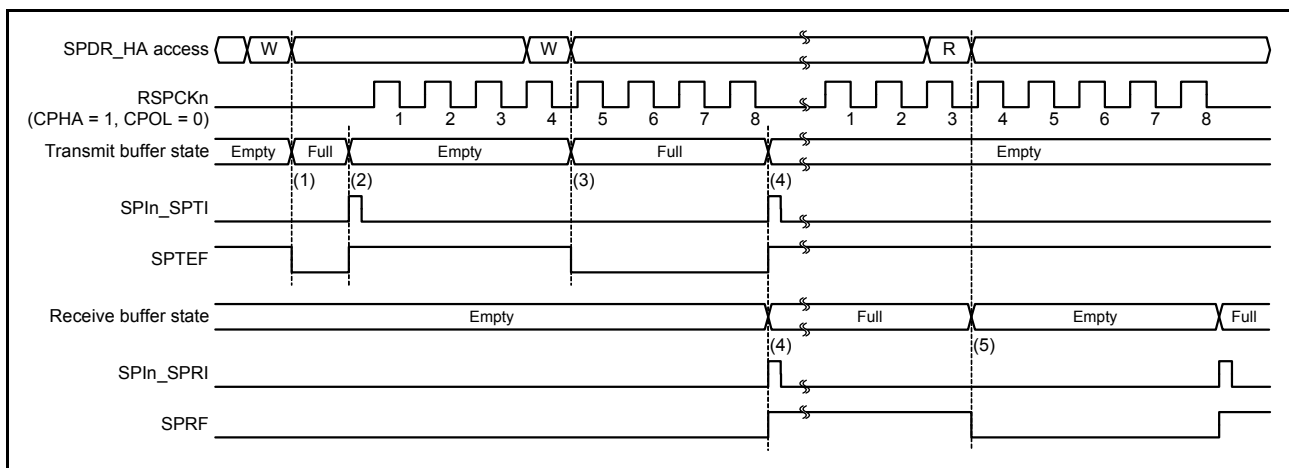 SPDR_HA access W W R
RSPCKn
(CPHA = 1, CPOL = 0)
1 2 3 4 5 6 7 8 1 2 3 4 5 6 7 8
Transmit buffer state Empty Full Empty Full Empty
(1) (2) (3) (4)
SPIn_SPTI
SPTEF
Receive buffer state Empty Full Empty Full
(4) (5)
SPIn_SPRI
SPRF